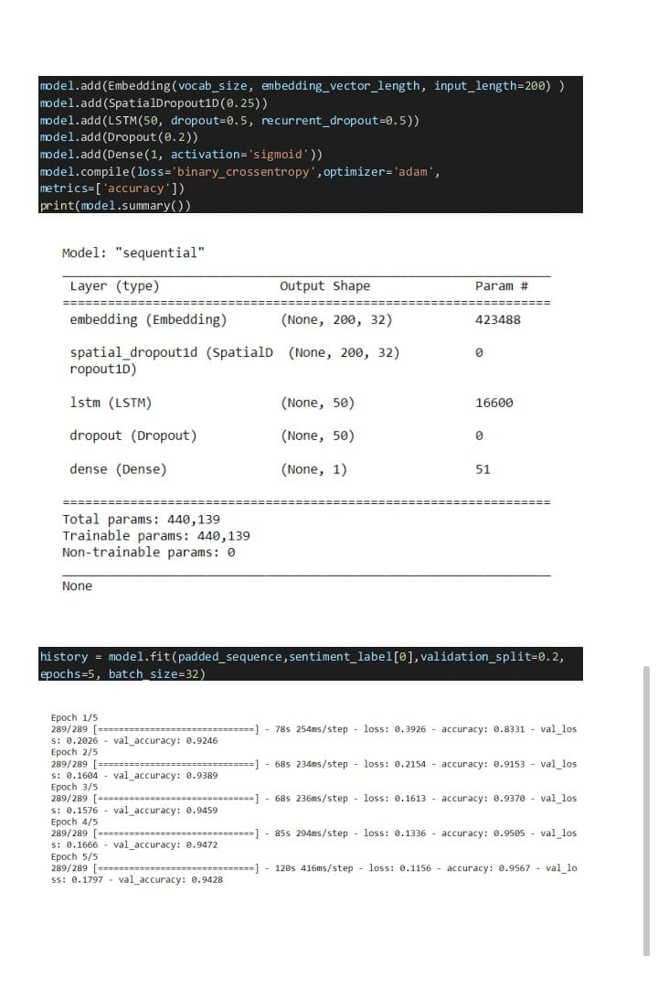 model.add(Embedding(vocab_size, embedding_vector_length, input_length=200) )
model.add(SpatialDropout1D(0.25))
model.add(LSTM(50, dropout=0.5, recurrent_dropout=0.5))
model.add(Dropout(0.2))
model.add(Dense(1, activation='sigmoid'))
model.compile(loss='binary_crossentropy',optimizer='adam',
metrics=['accuracy'])
print(model.summary())
Model: "sequential"
Layer (type) Output Shape Param #
=================================================================
embedding (Embedding) (None, 200, 32) 423488
spatial_dropout1d (SpatialD (None, 200, 32) 0
ropout1D)
lstm (LSTM) (None, 50) 16600
dropout (Dropout) (None, 50) 0
dense (Dense) (None, 1) 51
=================================================================
Total params: 440,139
Trainable params: 440,139
Non-trainable params: 0
None
history = model.fit(padded_sequence,sentiment_label[0],validation_split=0.2,
epochs=5, batch_size=32)
Epoch 1/5
289/289 [==============================] - 78s 254ms/step - loss: 0.3926 - accuracy: 0.8331 - val_los
s: 0.2026 - val_accuracy: 0.9246
Epoch 2/5
289/289 [==============================] - 68s 234ms/step - loss: 0.2154 - accuracy: 0.9153 - val_los
s: 0.1604 - val_accuracy: 0.9389
Epoch 3/5
289/289 [==============================] - 68s 236ms/step - loss: 0.1613 - accuracy: 0.9370 - val_los
s: 0.1576 - val_accuracy: 0.9459
Epoch 4/5
289/289 [==============================] - 85s 294ms/step - loss: 0.1336 - accuracy: 0.9505 - val_los
s: 0.1666 - val_accuracy: 0.9472
Epoch 5/5
289/289 [==============================] - 120s 416ms/step - loss: 0.1156 - accuracy: 0.9567 - val_lo
ss: 0.1797 - val_accuracy: 0.9428